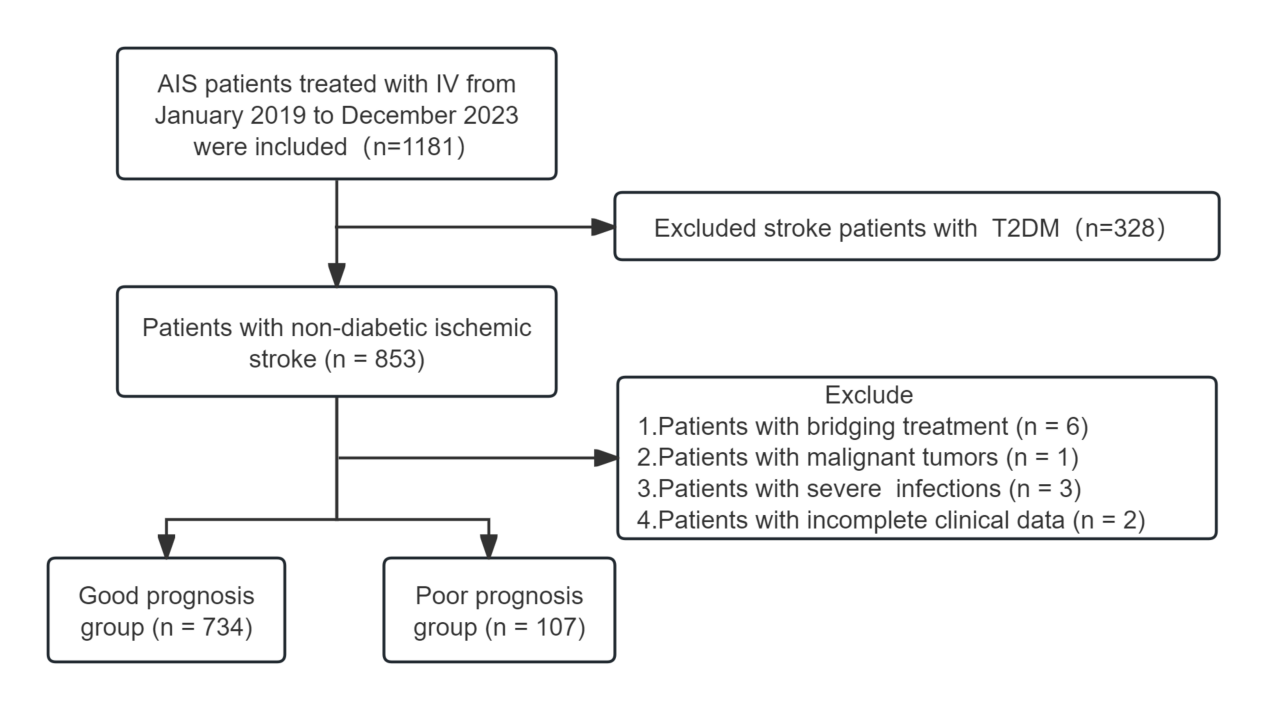 AIS patients treated with IV from
January 2019 to December 2023
were included （n=1181）
Excluded stroke patients with  T2DM （n=328）
Patients with non-diabetic ischemic
stroke (n = 853)
Exclude
1.Patients with bridging treatment (n = 6)
2.Patients with malignant tumors (n = 1)
3.Patients with severe  infections (n = 3)
4.Patients with incomplete clinical data (n = 2)
Good prognosis
group (n = 734)
Poor prognosis
group (n = 107)